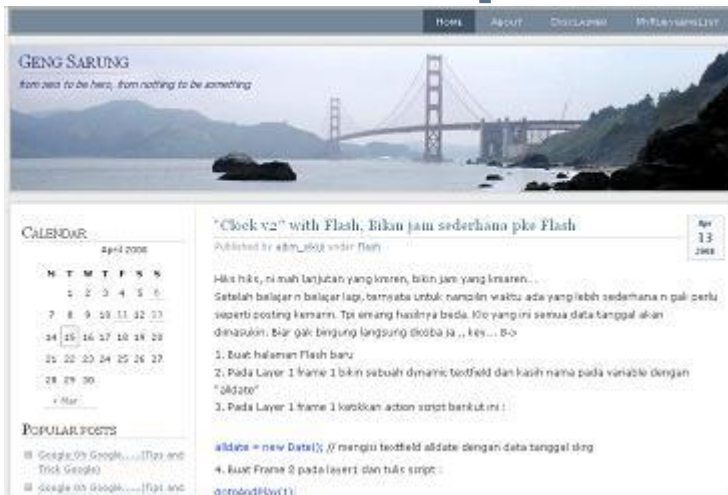 HOME ABOUT DISCLAIMER
GENG SARUNG
from zero to be hero, from nothing to be something
CALENDAR
April 2008
M T W T F S S
1 2 3 4 5 6
7 8 9 10 11 12 13
14 15 16 17 18 19 20
21 22 23 24 25 26 27
28 29 30
« Mar
POPULAR POSTS
Google Oh Google......(Tips and
Trick Google)
Google Oh Google......(Tips and
"Clock v2" with Flash, Bikin jam sederhana pke Flash
Apr
13
2008
Published by under Flash
Hiks hiks, ni mah lanjutan yang kmren, bikin jam yang kmaren...
Setelah belajar n belajar lagi, ternyata untuk nampilin waktu ada yang lebih sederhana n gak perlu
seperti posting kemarin. Tpi emang hasilnya beda. Klo yang ini semua data tanggal akan
dimasukin. Biar gak bingung langsung dicoba ja ,, key... 8->
1. Buat halaman Flash baru
2. Pada Layer 1 frame 1 bikin sebuah dynamic textfield dan kasih nama pada variable dengan
"alldate"
3. Pada Layer 1 frame 1 ketikkan action script berikut ini :
alldate = new Date(); // mengisi textfield alldate dengan data tanggal skrg
4. Buat Frame 2 pada layer1 dan tulis script :
gotoAndPlay(1);